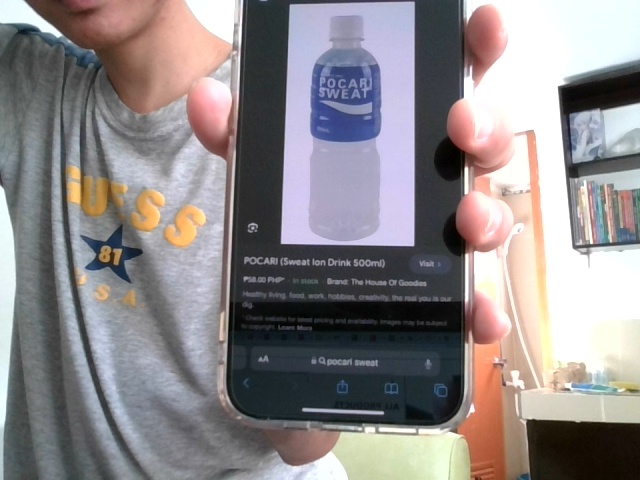 POCARI
SWEAT
GUESS
81
U S A
POCARI (Sweat Ion Drink 500ml)
Visit >
₱58.00 PHP* · In stock · Brand: The House Of Goodies
Healthy living, food, work, hobbies, creativity, the real you is our
dig.
Check website for latest pricing and availability. Images may be subject
to copyright. Learn More
AA
pocari sweat